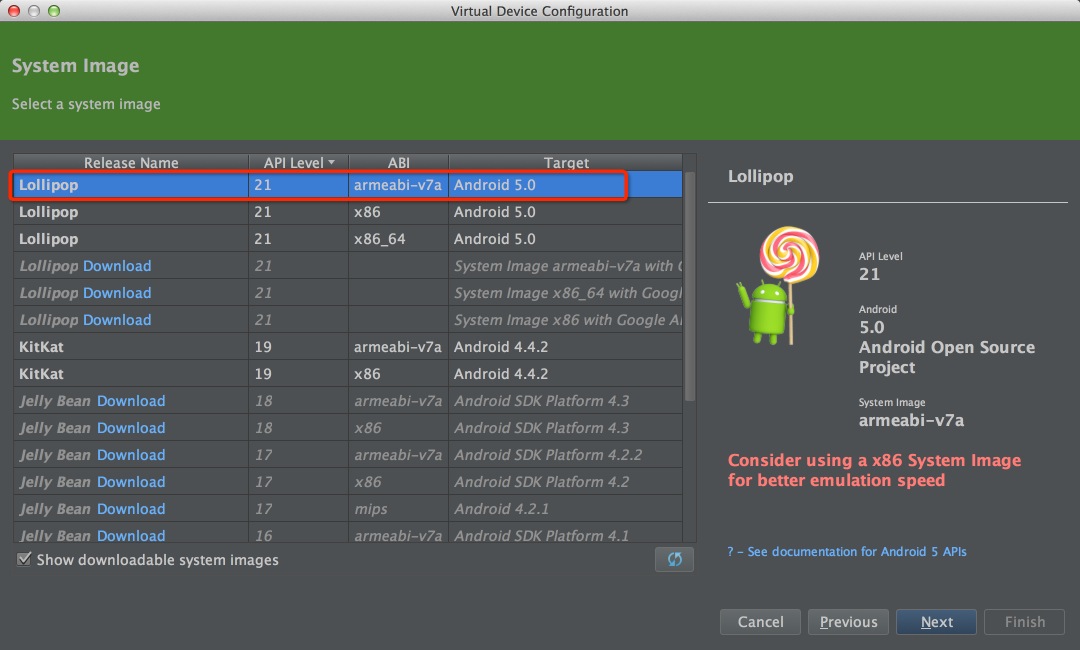 Virtual Device Configuration
System Image
Select a system image
Release Name API Level ABI Target
Lollipop 21 armeabi-v7a Android 5.0
Lollipop 21 x86 Android 5.0
Lollipop 21 x86_64 Android 5.0
Lollipop Download 21 System Image armeabi-v7a with
Lollipop Download 21 System Image x86_64 with Googl
Lollipop Download 21 System Image x86 with Google A
KitKat 19 armeabi-v7a Android 4.4.2
KitKat 19 x86 Android 4.4.2
Jelly Bean Download 18 armeabi-v7a Android SDK Platform 4.3
Jelly Bean Download 18 x86 Android SDK Platform 4.3
Jelly Bean Download 17 armeabi-v7a Android SDK Platform 4.2.2
Jelly Bean Download 17 x86 Android SDK Platform 4.2
Jelly Bean Download 17 mips Android 4.2.1
Jelly Bean Download 16 armeabi-v7a Android SDK Platform 4.1
Show downloadable system images
Lollipop
API Level
21
Android
5.0
Android Open Source
Project
System Image
armeabi-v7a
Consider using a x86 System Image
for better emulation speed
? – See documentation for Android 5 APIs
Cancel Previous Next Finish